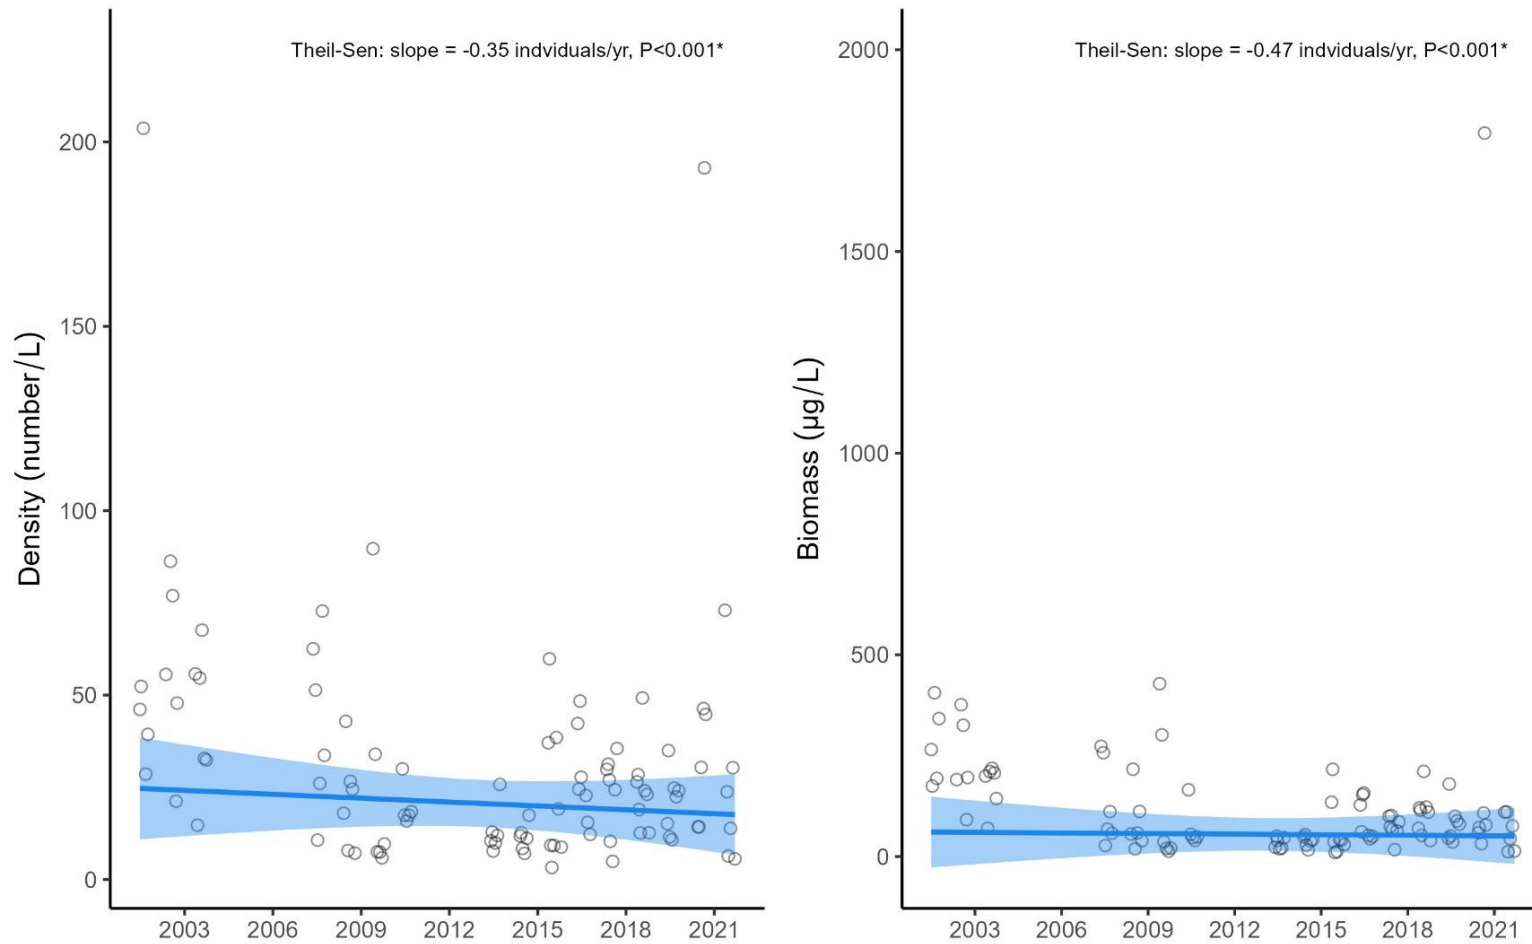 Theil-Sen: slope = -0.35 indviduals/yr, P<0.001*
Density (number/L)
200
150
100
50
0
2003 2006 2009 2012 2015 2018 2021
Theil-Sen: slope = -0.47 indviduals/yr, P<0.001*
Biomass (μg/L)
2000
1500
1000
500
0
2003 2006 2009 2012 2015 2018 2021